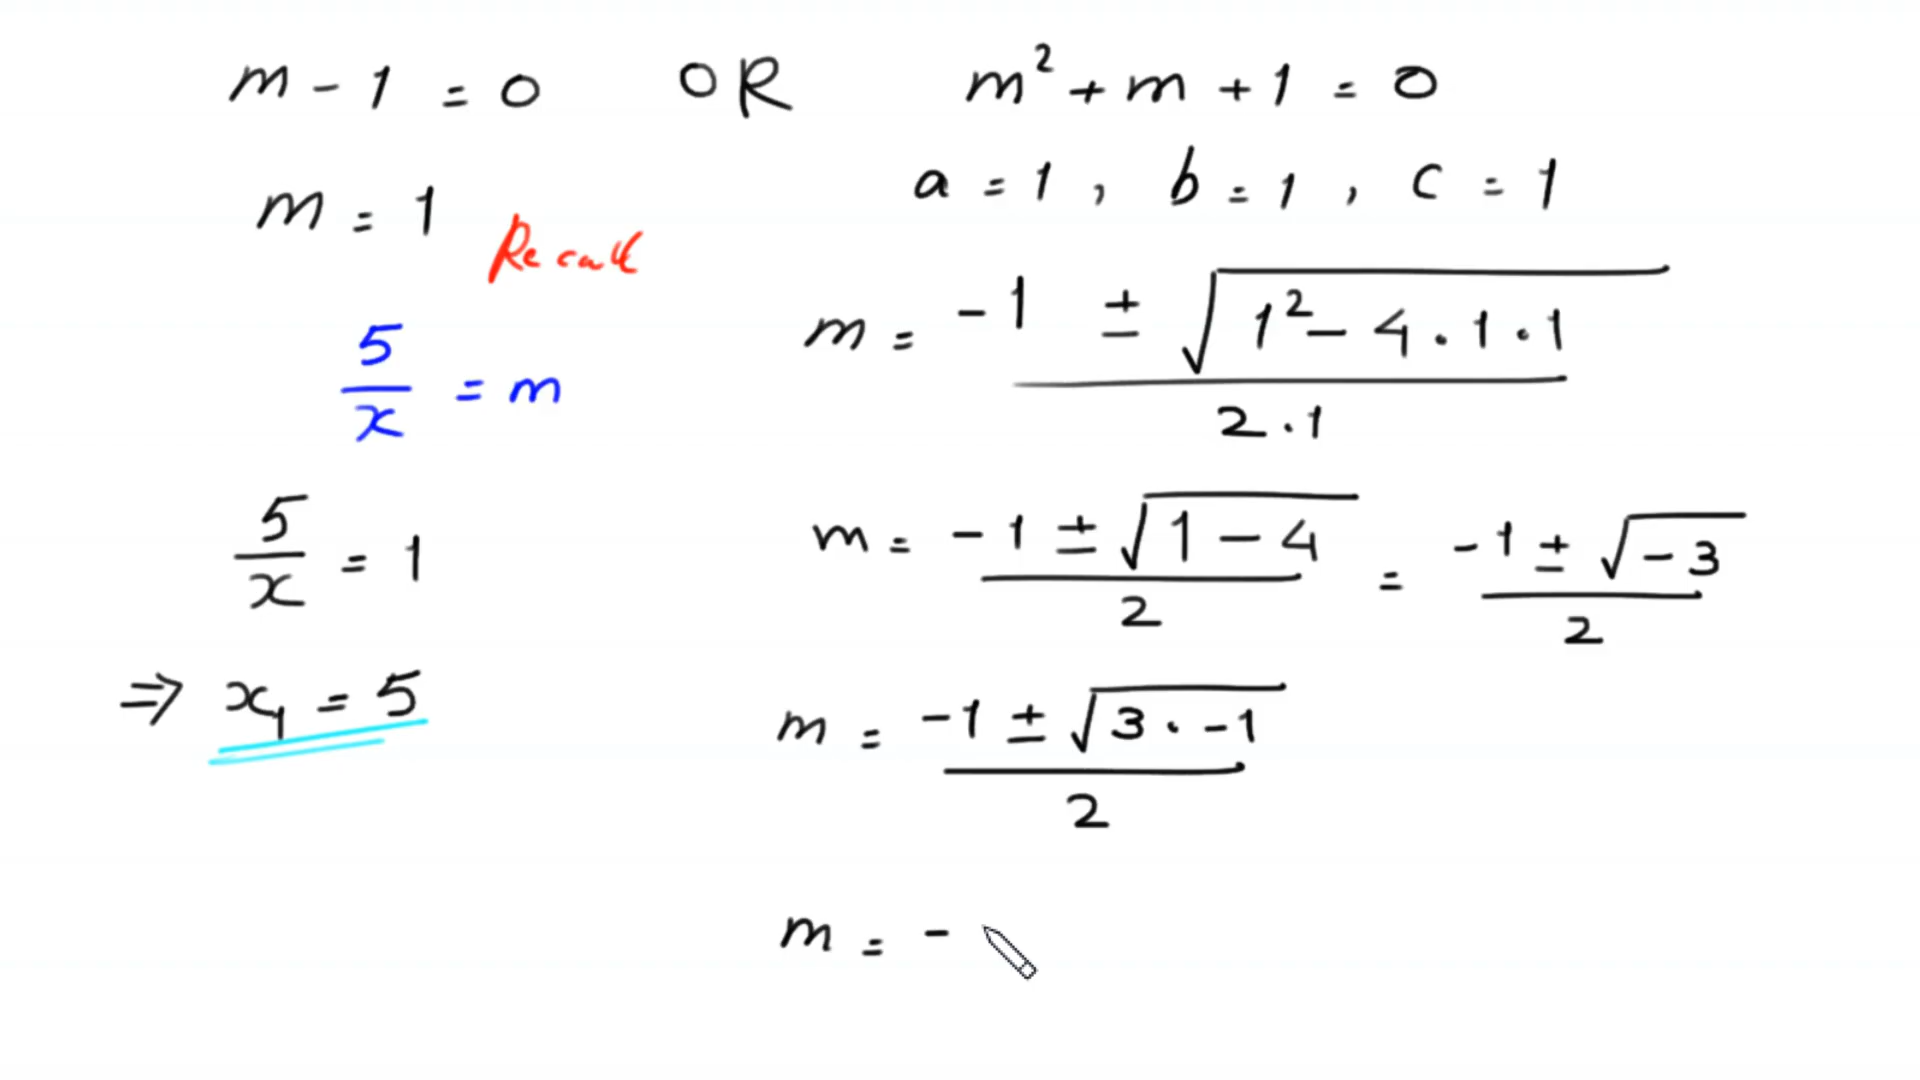 m - 1 = 0 OR m² + m + 1 = 0
m = 1
Recall
5/x = m
5/x = 1
⇒ x₁ = 5
a = 1 , b = 1 , c = 1
m = (-1 ± √(1² - 4 · 1 · 1))/(2 · 1)
m = (-1 ± √(1 - 4))/2 = (-1 ± √(-3))/2
m = (-1 ± √(3 · -1))/2
m = -